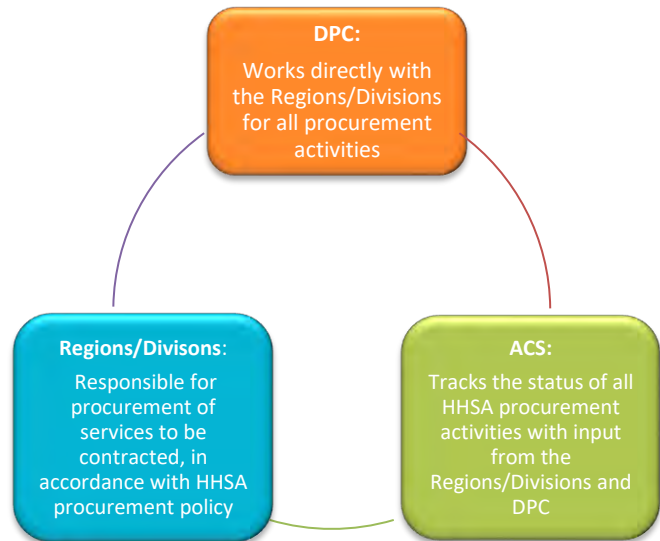 DPC:
Works directly with
the Regions/Divisions
for all procurement
activities
Regions/Divisons:
Responsible for
procurement of
services to be
contracted, in
accordance with HHSA
procurement policy
ACS:
Tracks the status of all
HHSA procurement
activities with input
from the
Regions/Divisions and
DPC